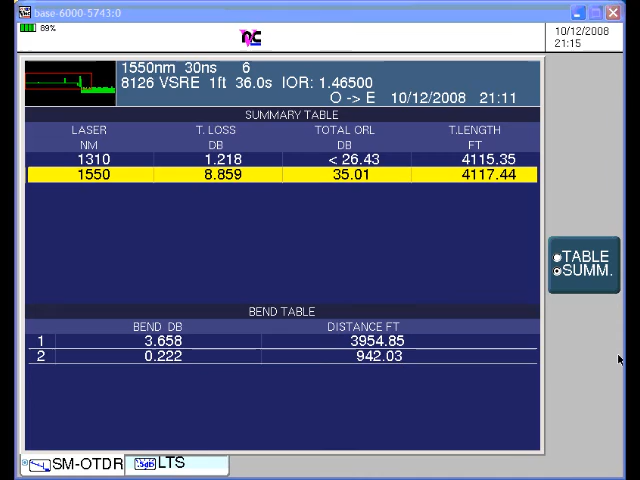 base-6000-5743:0
89%
10/12/2008
21:15
1550nm 30ns 6
8126 VSRE 1ft 36.0s IOR: 1.46500
O -> E 10/12/2008 21:11
SUMMARY TABLE
LASER T. LOSS TOTAL ORL T.LENGTH
NM DB DB FT
1310 1.218 < 26.43 4115.35
1550 8.859 35.01 4117.44
TABLE
SUMM.
BEND TABLE
BEND DB DISTANCE FT
1 3.658 3954.85
2 0.222 942.03
SM-OTDR LTS